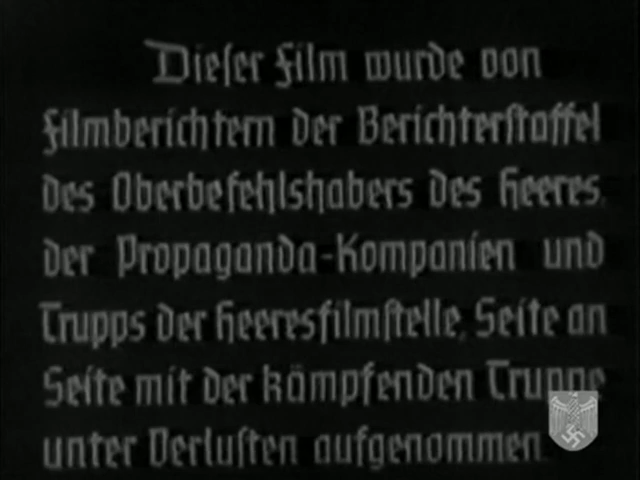 Dieser Film wurde von
Filmberichtern der Berichterstaffel
des Oberbefehlshabers des Heeres,
der Propaganda-Kompanien und
Trupps der Heeresfilmstelle, Seite an
Seite mit der kämpfenden Truppe
unter Verlusten aufgenommen.